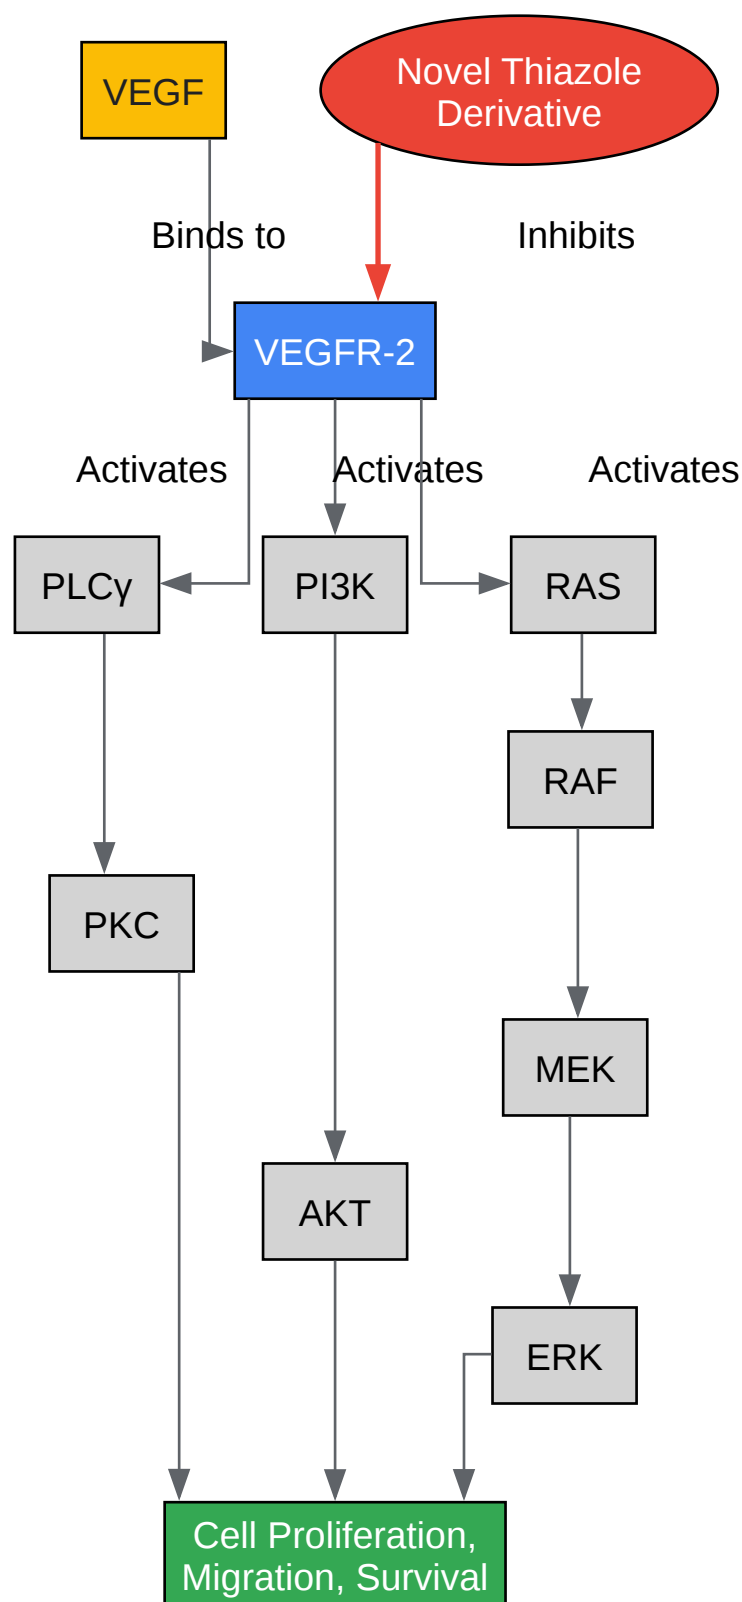 VEGF
Novel Thiazole
Derivative
Binds to
Inhibits
VEGFR-2
Activates
Activates
Activates
PLCγ
PI3K
RAS
RAF
PKC
MEK
AKT
ERK
Cell Proliferation,
Migration, Survival